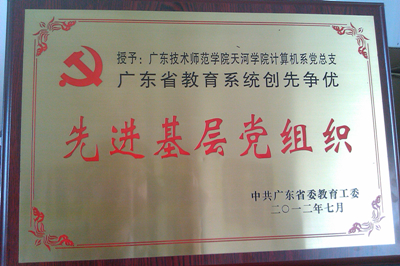 授予：广东技术师范学院天河学院计算机系党总支
广东省教育系统创先争优
先进基层党组织
中共广东省委教育工委
二〇一二年七月